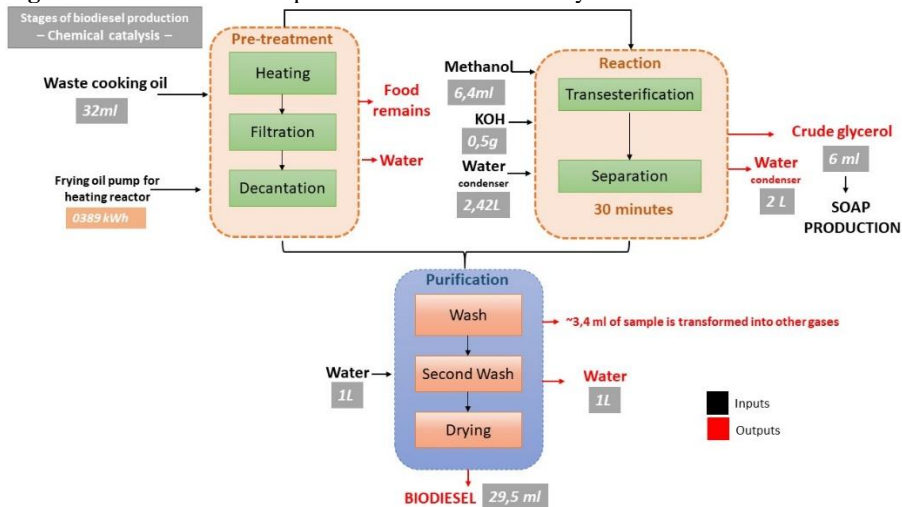 Stages of biodiesel production
– Chemical catalysis –
Pre-treatment
Heating
Filtration
Decantation
Waste cooking oil
32ml
Frying oil pump for
heating reactor
0389 kWh
Food
remains
Water
Reaction
Methanol
6,4ml
KOH
0,5g
Water
condenser
2,42L
Transesterification
Separation
30 minutes
Crude glycerol
6 ml
Water
condenser
2 L
SOAP
PRODUCTION
Purification
Wash
Second Wash
Drying
Water
1L
~3,4 ml of sample is transformed into other gases
Water
1L
Inputs
Outputs
BIODIESEL 29,5 ml